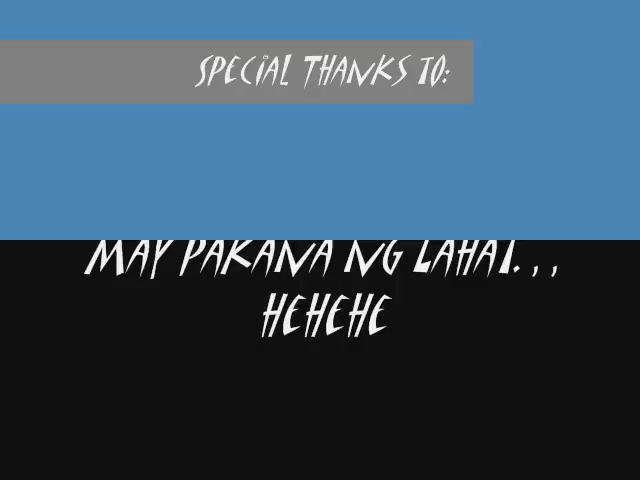 SPECIAL THANKS TO:
MAY PAKANA NG LAHAT. , ,
HEHEHE